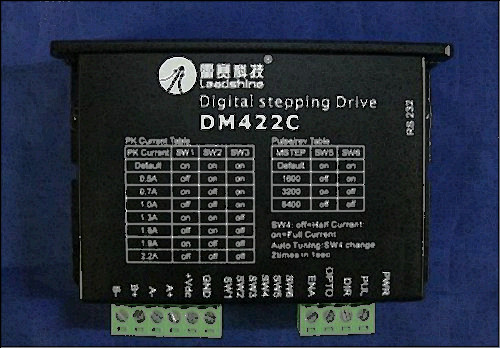 雷赛科技®
Leadshine
Digital stepping Drive
DM422C
RS 232
PK Current Table
PK Current SW1 SW2 SW3
Default on on on
0.5A off on on
0.7A on off on
1.0A off off on
1.3A on on off
1.6A off on off
1.9A on off off
2.2A off off off
Pulse/rev Table
MSTEP SW5 SW6
Default on on
1600 off on
3200 on off
6400 off off
SW4: off=Half Current;
on=Full Current
Auto Tuning:SW4 change
2times in 1sec
B-
B+
A-
A+
+Vdc
GND
SW1
SW2
SW3
SW4
SW5
SW6
ENA
OPTO
DIR
PUL
PWR